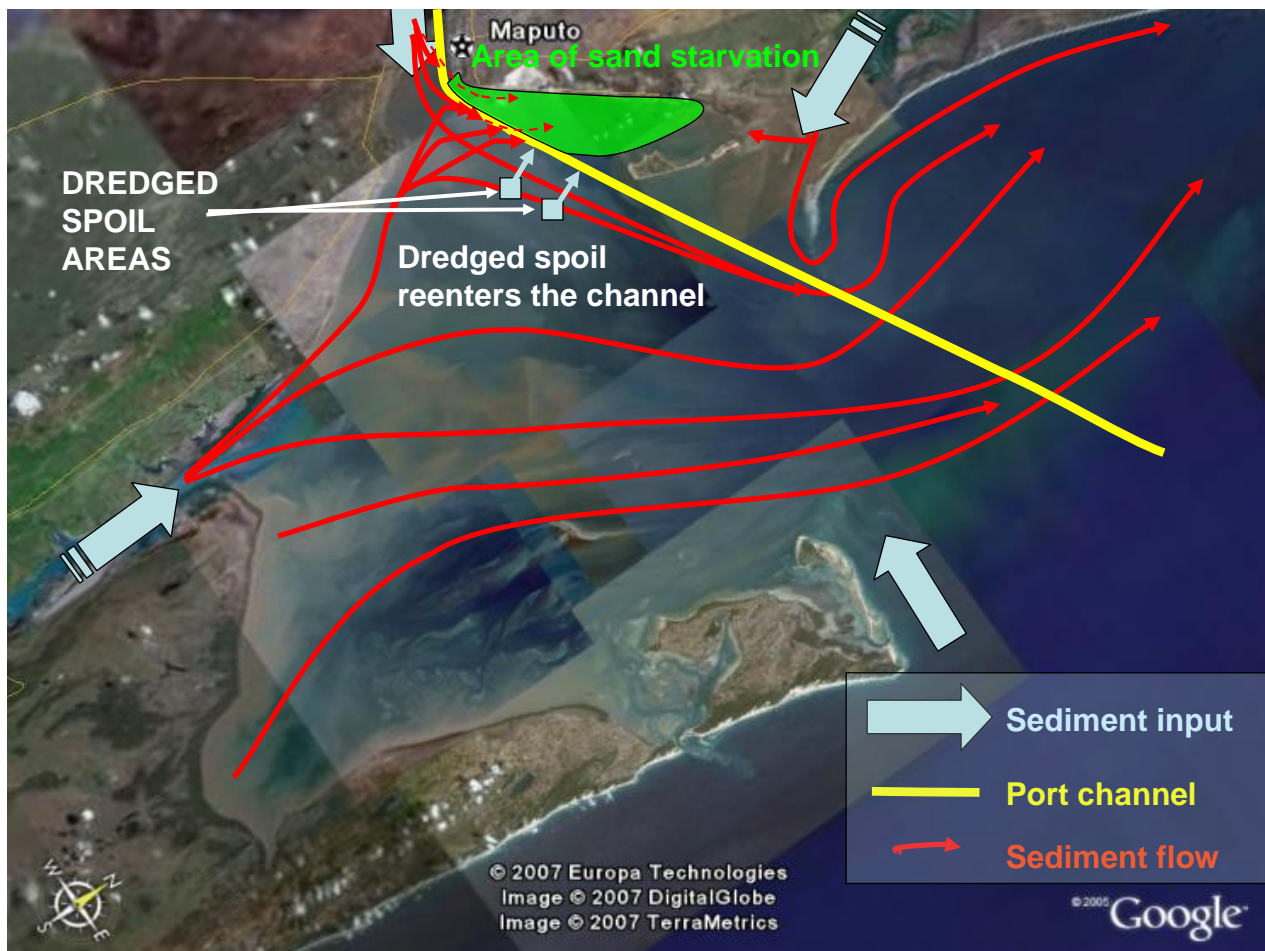 Maputo
Area of sand starvation
DREDGED
SPOIL
AREAS
Dredged spoil
reenters the channel
Sediment input
Port channel
Sediment flow
W N
S E
© 2007 Europa Technologies
Image © 2007 DigitalGlobe
Image © 2007 TerraMetrics
© 2005 Google